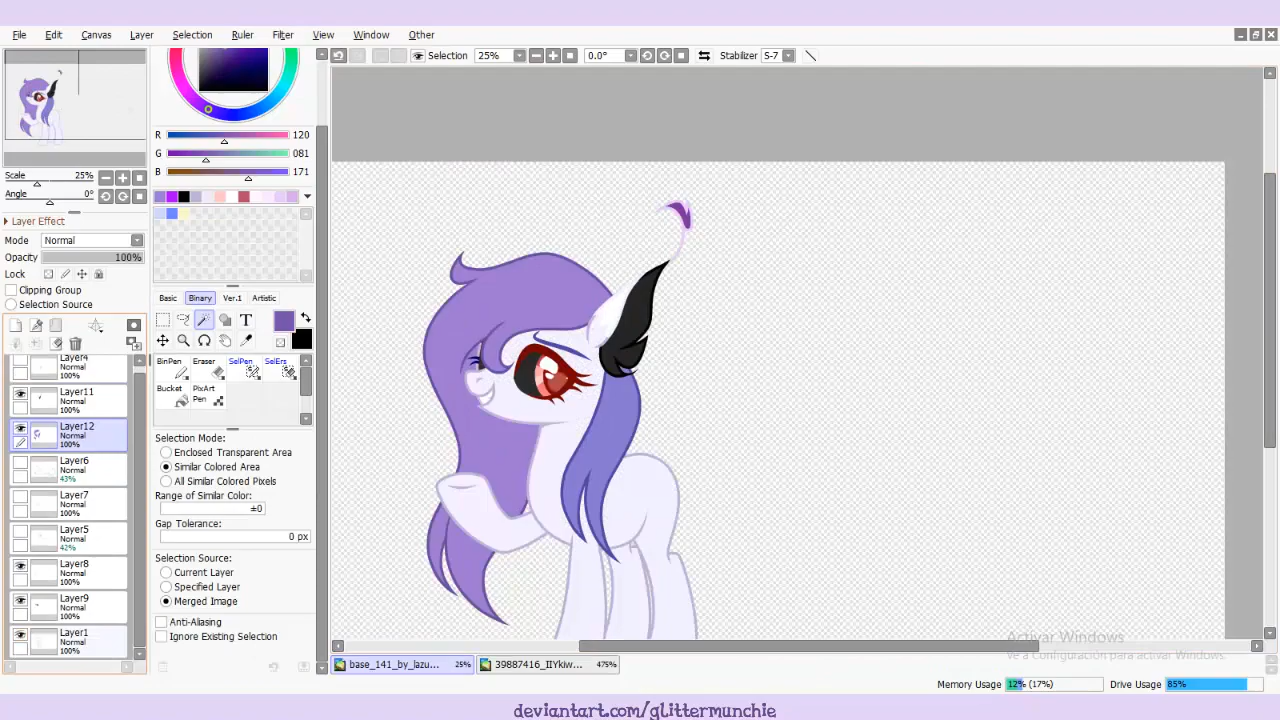 File Edit Canvas Layer Selection Ruler Filter View Window Other
Selection 25% 0.0° Stabilizer S-7
Scale 25%
Angle 0°
Layer Effect
Mode Normal
Opacity 100%
Lock
Clipping Group
Selection Source
Layer4
100%
Layer11
Normal
100%
Layer12
Normal
100%
Layer6
Normal
43%
Layer7
Normal
100%
Layer5
Normal
42%
Layer8
Normal
100%
Layer9
Normal
100%
Layer1
Normal
100%
R 120
G 081
B 171
Basic Binary Ver.1 Artistic
T
BinPen Eraser SelPen SelErs
Bucket PixArt
Pen
Selection Mode:
Enclosed Transparent Area
Similar Colored Area
All Similar Colored Pixels
Range of Similar Color:
±0
Gap Tolerance:
0 px
Selection Source:
Current Layer
Specified Layer
Merged Image
Anti-Aliasing
Ignore Existing Selection
Activar Windows
Ve a Configuración para activar Windows.
base_141_by_lazu... 25% 39887416_IIYkiw... 475%
Memory Usage 12% (17%) Drive Usage 85%
deviantart.com/glittermunchie